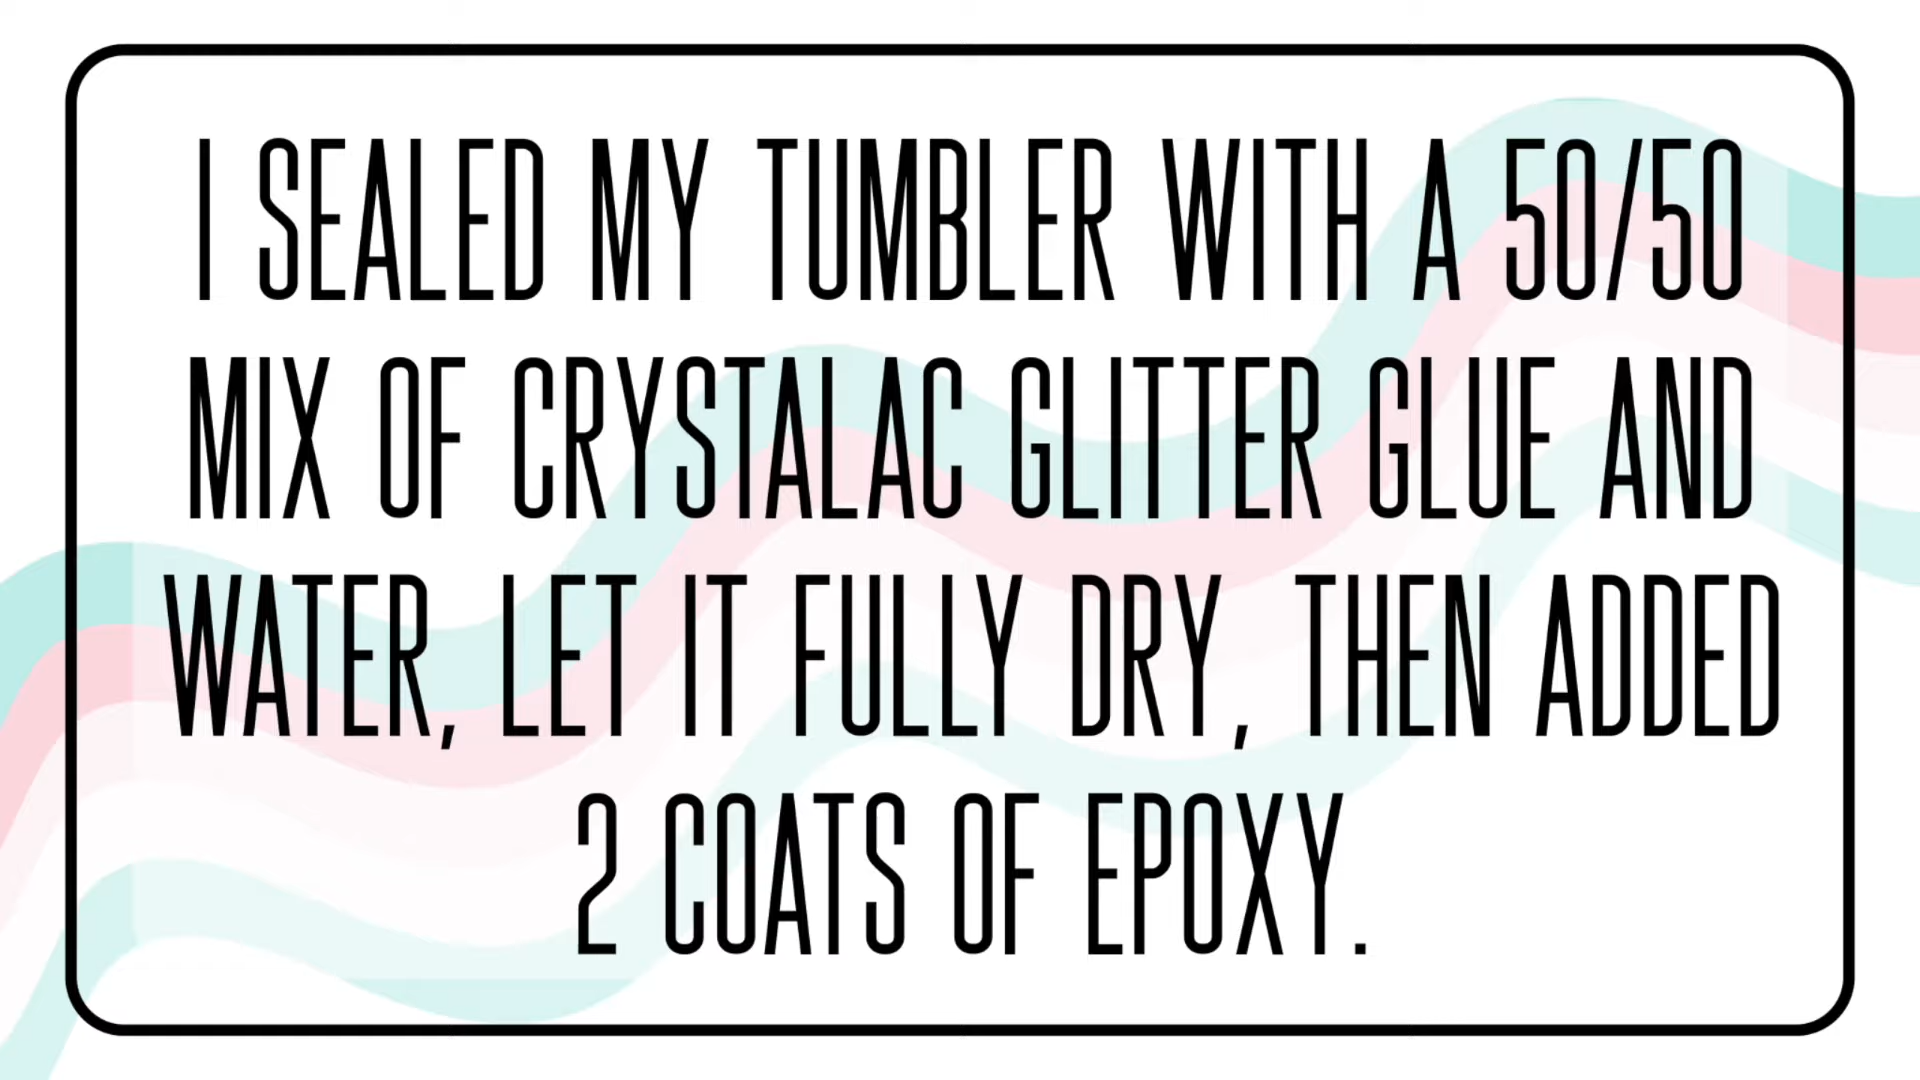 I SEALED MY TUMBLER WITH A 50/50
MIX OF CRYSTALAC GLITTER GLUE AND
WATER, LET IT FULLY DRY, THEN ADDED
2 COATS OF EPOXY.